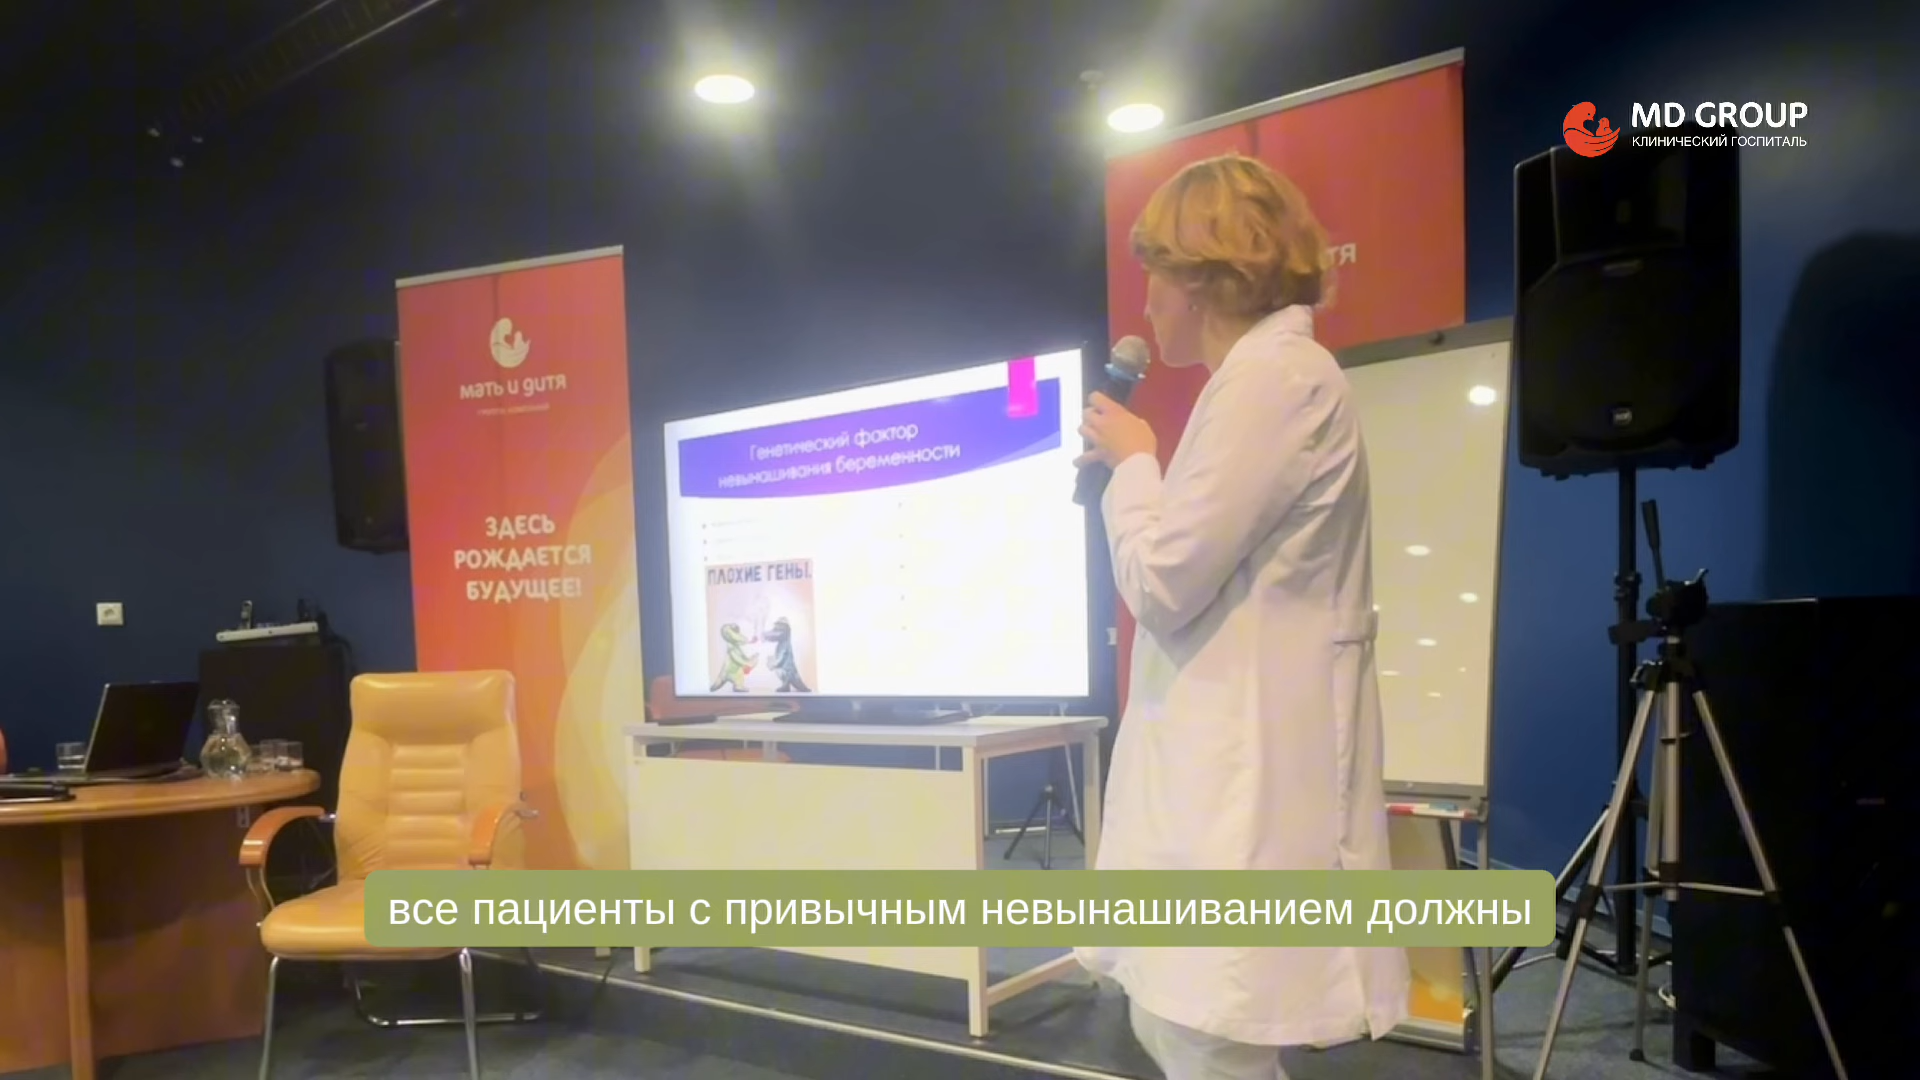 MD GROUP
КЛИНИЧЕСКИЙ ГОСПИТАЛЬ
тя
мать и дитя
Генетический фактор
невынашивания беременности
ЗДЕСЬ
РОЖДАЕТСЯ
БУДУЩЕЕ!
ПЛОХИЕ ГЕНЫ.
все пациенты с привычным невынашиванием должны